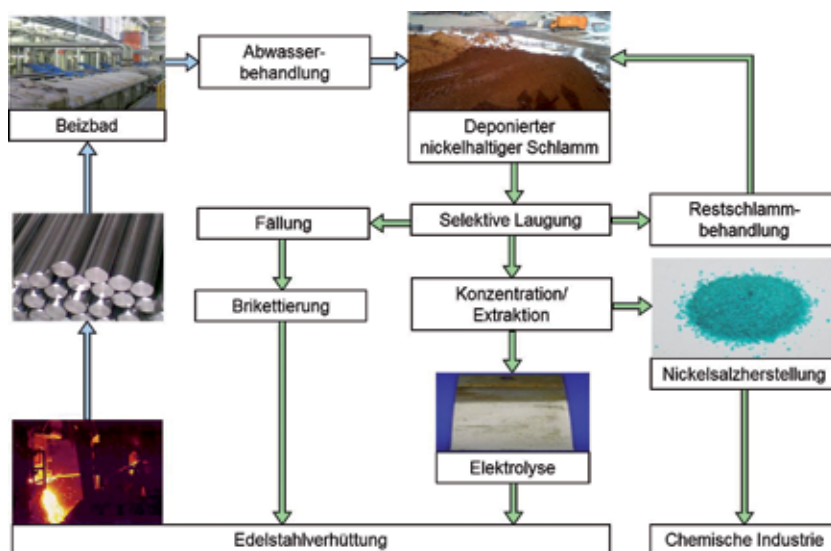 Abwasser-
behandlung
Beizbad
Deponierter
nickelhaltiger Schlamm
Fällung
Selektive Laugung
Restschlamm-
behandlung
Brikettierung
Konzentration/
Extraktion
Nickelsalzherstellung
Elektrolyse
Edelstahlverhüttung
Chemische Industrie